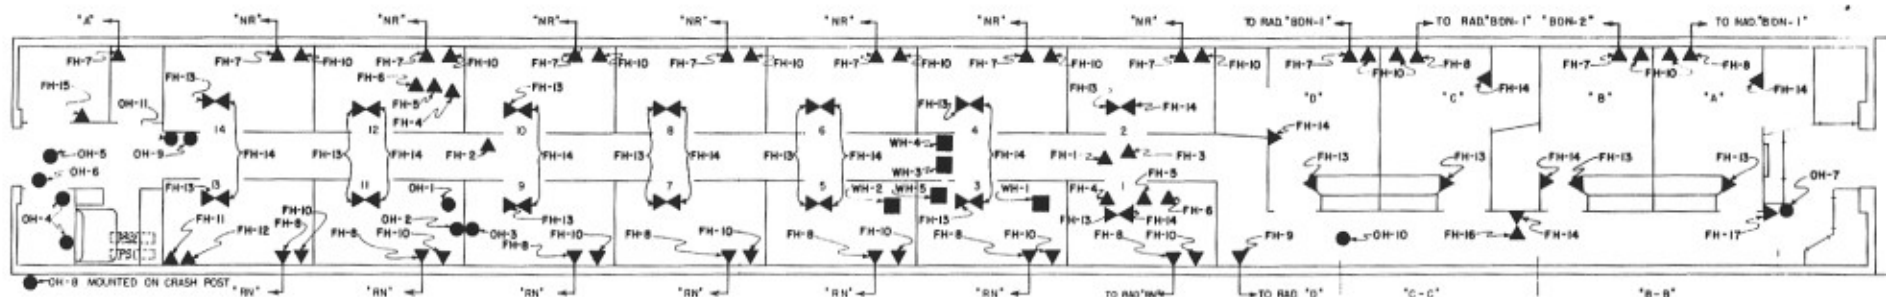 "A" "NR" "NR" "NR" "NR" "NR" "NR" "NR" TO RAD. "BDN-1" TO RAD. "BDN-1" "BDN-2" TO RAD. "BDN-1"
FH-7 FH-7 FH-10 FH-7 FH-10 FH-7 FH-10 FH-7 FH-10 FH-7 FH-10 FH-7 FH-10 FH-7 FH-10 FH-7 FH-10 FH-8 FH-7 FH-10 FH-8
FH-15 OH-11 FH-13 FH-6 FH-5 FH-4 FH-13 FH-13 FH-13 FH-14 "D" "C" FH-14 "B" "A" FH-14
14 12 10 8 6 4 2
OH-9 FH-2 WH-4 FH-14
OH-5 FH-14 FH-13 FH-14 FH-14 FH-13 FH-14 FH-13 FH-14 FH-14 FH-1 FH-3
OH-6 WH-3 FH-13 FH-13 FH-14 FH-13 FH-13
13 11 9 7 5 3 1
FH-13 OH-1 WH-2 WH-5 WH-1 FH-4 FH-5 OH-7
OH-4 FH-11 FH-12 FH-10 FH-8 OH-2 OH-3 FH-13 FH-13 FH-13 FH-14 FH-6
FH-8 FH-10 FH-8 FH-10 FH-8 FH-10 FH-8 FH-10 FH-8 FH-10 FH-8 FH-10 FH-9 OH-10 FH-16 FH-14 FH-17
PS1
OH-8 MOUNTED ON CRASH POST
"RN" "RN" "RN" "RN" "RN" "RN" TO RAD. TO RAD. "D" "C-C" "B-B"